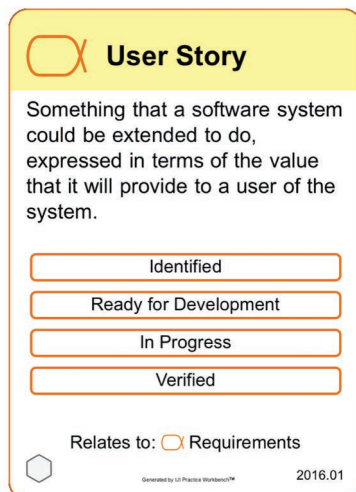 User Story
Something that a software system
could be extended to do,
expressed in terms of the value
that it will provide to a user of the
system.
Identified
Ready for Development
In Progress
Verified
Relates to: Requirements
Generated by IJI Practice Workbench™
2016.01